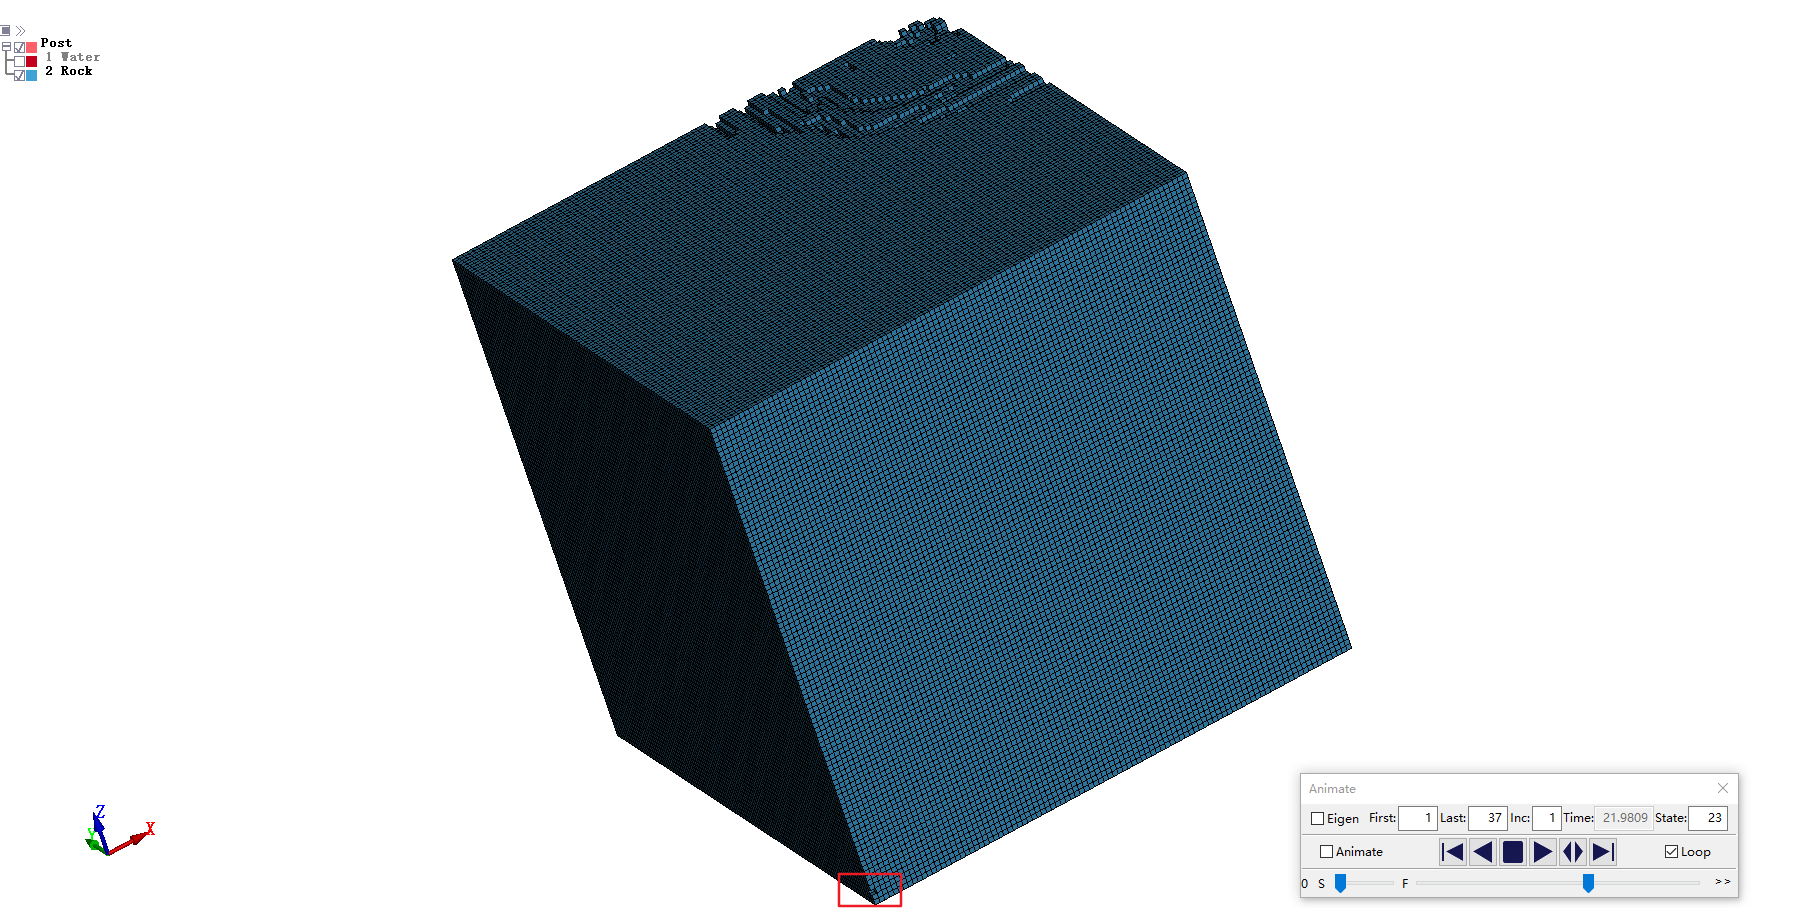 Post
1 Water
2 Rock
Z
Y
X
Animate
Eigen First: 1 Last: 37 Inc: 1 Time: 21.9809 State: 23
Animate Loop
0 S F >>